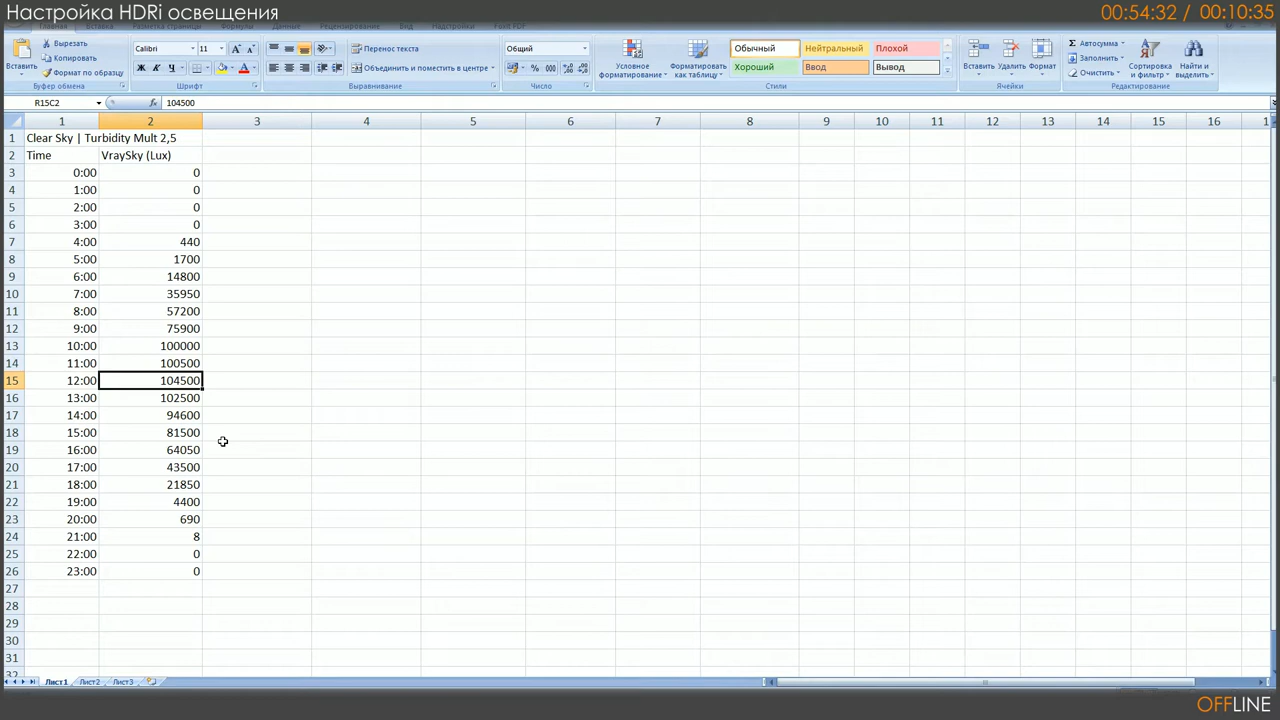 Настройка HDRi освещения
00:54:32 / 00:10:35
Вставить
Вырезать
Копировать
Формат по образцу
Буфер обмена
Calibri 11
Ж К Ч
Шрифт
Перенос текста
Объединить и поместить в центре
Выравнивание
Общий
% 000
Число
Условное форматирование
Форматировать как таблицу
Обычный Нейтральный Плохой
Хороший Ввод Вывод
Стили
Вставить Удалить Формат
Ячейки
Автосумма
Заполнить
Очистить
Сортировка и фильтр
Найти и выделить
Редактирование
R15C2 fx 104500
1 2 3 4 5 6 7 8 9 10 11 12 13 14 15 16 1
1 Clear Sky | Turbidity Mult 2,5
2 Time VraySky (Lux)
3 0:00 0
4 1:00 0
5 2:00 0
6 3:00 0
7 4:00 440
8 5:00 1700
9 6:00 14800
10 7:00 35950
11 8:00 57200
12 9:00 75900
13 10:00 100000
14 11:00 100500
15 12:00 104500
16 13:00 102500
17 14:00 94600
18 15:00 81500
19 16:00 64050
20 17:00 43500
21 18:00 21850
22 19:00 4400
23 20:00 690
24 21:00 8
25 22:00 0
26 23:00 0
27
28
29
30
31
32
Лист1 Лист2 Лист3
OFFLINE